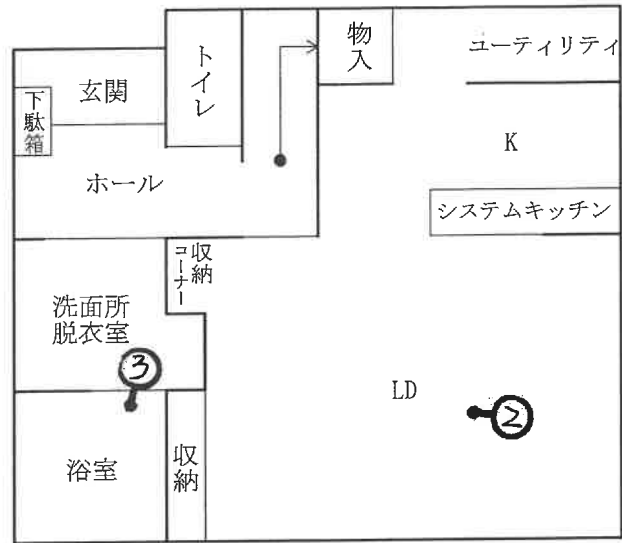 物入
ユーティリティ
トイレ
玄関
下駄箱
K
ホール
システムキッチン
収納コーナー
洗面所
脱衣室
③
LD
②
浴室
収納